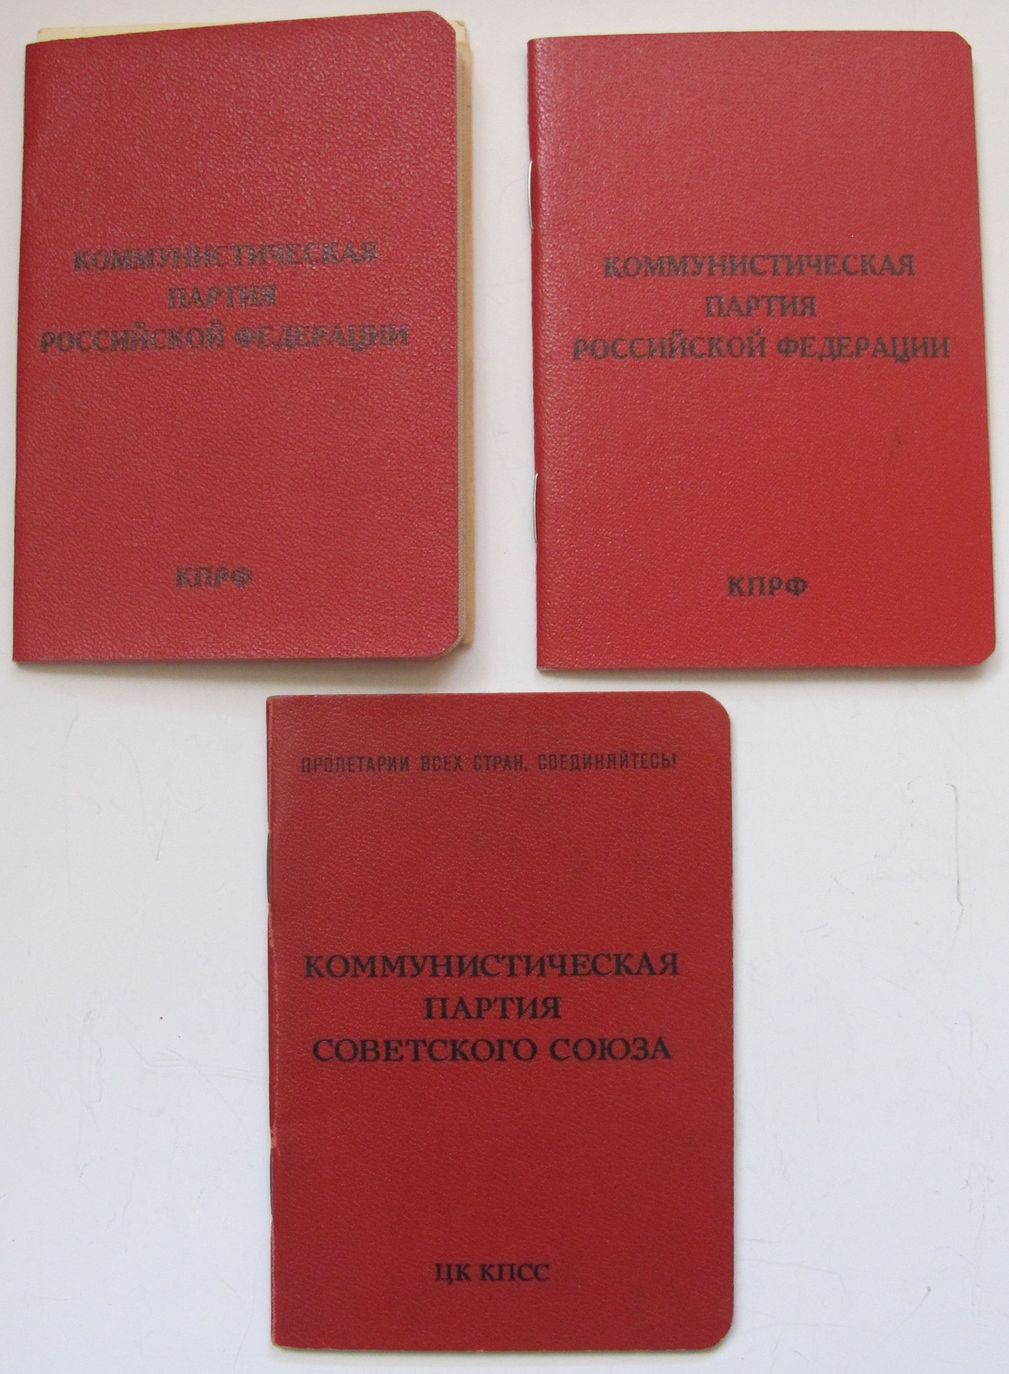 КОММУНИСТИЧЕСКАЯ
ПАРТИЯ
РОССИЙСКОЙ ФЕДЕРАЦИИ
КПРФ
КОММУНИСТИЧЕСКАЯ
ПАРТИЯ
РОССИЙСКОЙ ФЕДЕРАЦИИ
КПРФ
ПРОЛЕТАРИИ ВСЕХ СТРАН, СОЕДИНЯЙТЕСЬ!
КОММУНИСТИЧЕСКАЯ
ПАРТИЯ
СОВЕТСКОГО СОЮЗА
ЦК КПСС